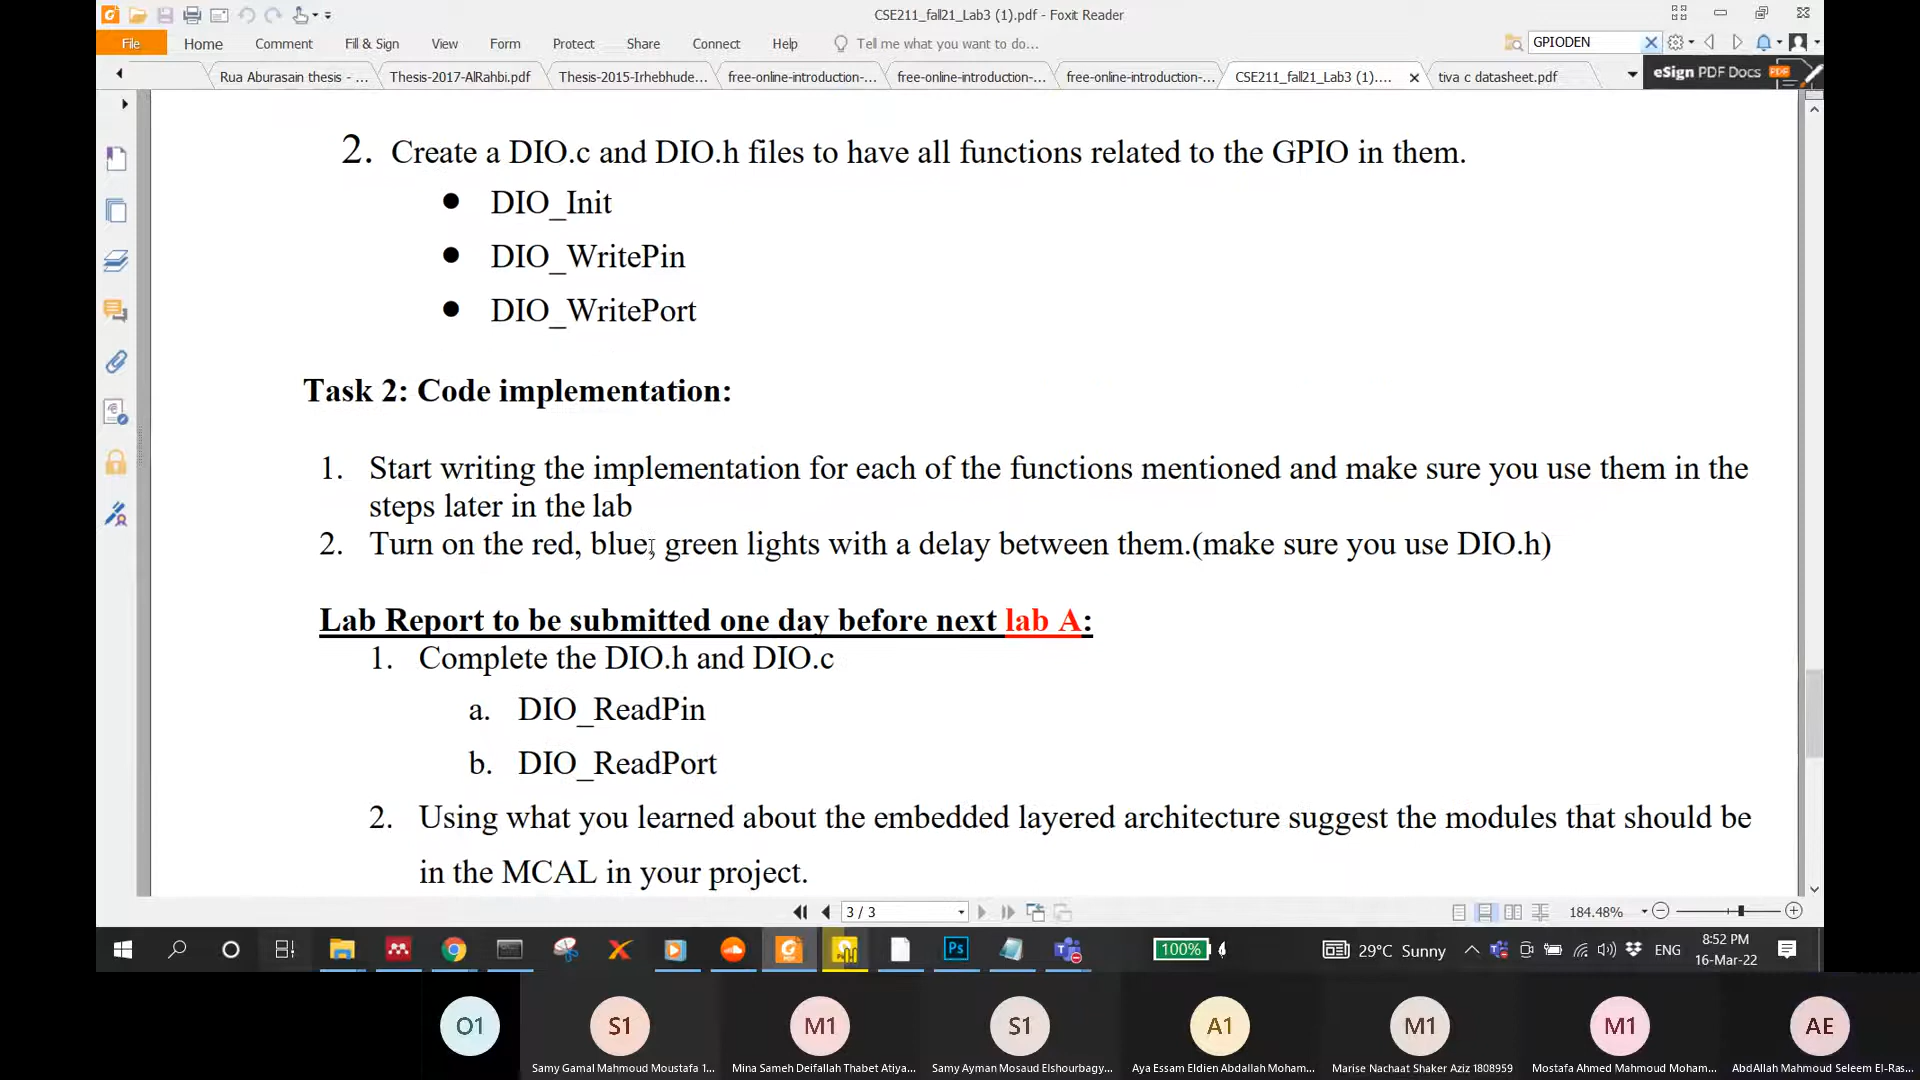 CSE211_fall21_Lab3 (1).pdf - Foxit Reader
File Home Comment Fill & Sign View Form Protect Share Connect Help Tell me what you want to do... GPIODEN
Rua Aburasain thesis - ... Thesis-2017-AlRahbi.pdf Thesis-2015-Irhebhude... free-online-introduction-... free-online-introduction-... free-online-introduction-... CSE211_fall21_Lab3 (1).... tiva c datasheet.pdf eSign PDF Docs PDF
2. Create a DIO.c and DIO.h files to have all functions related to the GPIO in them.
● DIO_Init
● DIO_WritePin
● DIO_WritePort
Task 2: Code implementation:
1. Start writing the implementation for each of the functions mentioned and make sure you use them in the
steps later in the lab
2. Turn on the red, blue, green lights with a delay between them.(make sure you use DIO.h)
Lab Report to be submitted one day before next lab A:
1. Complete the DIO.h and DIO.c
a. DIO_ReadPin
b. DIO_ReadPort
2. Using what you learned about the embedded layered architecture suggest the modules that should be
in the MCAL in your project.
3 / 3 184.48%
100% 29°C Sunny ENG 8:52 PM
16-Mar-22
O1 S1 M1 S1 A1 M1 M1 AE
Samy Gamal Mahmoud Moustafa 1... Mina Sameh Deifallah Thabet Atiya... Samy Ayman Mosaud Elshourbagy... Aya Essam Eldien Abdallah Moham... Marise Nachaat Shaker Aziz 1808959 Mostafa Ahmed Mahmoud Moham... AbdAllah Mahmoud Seleem El-Ras...